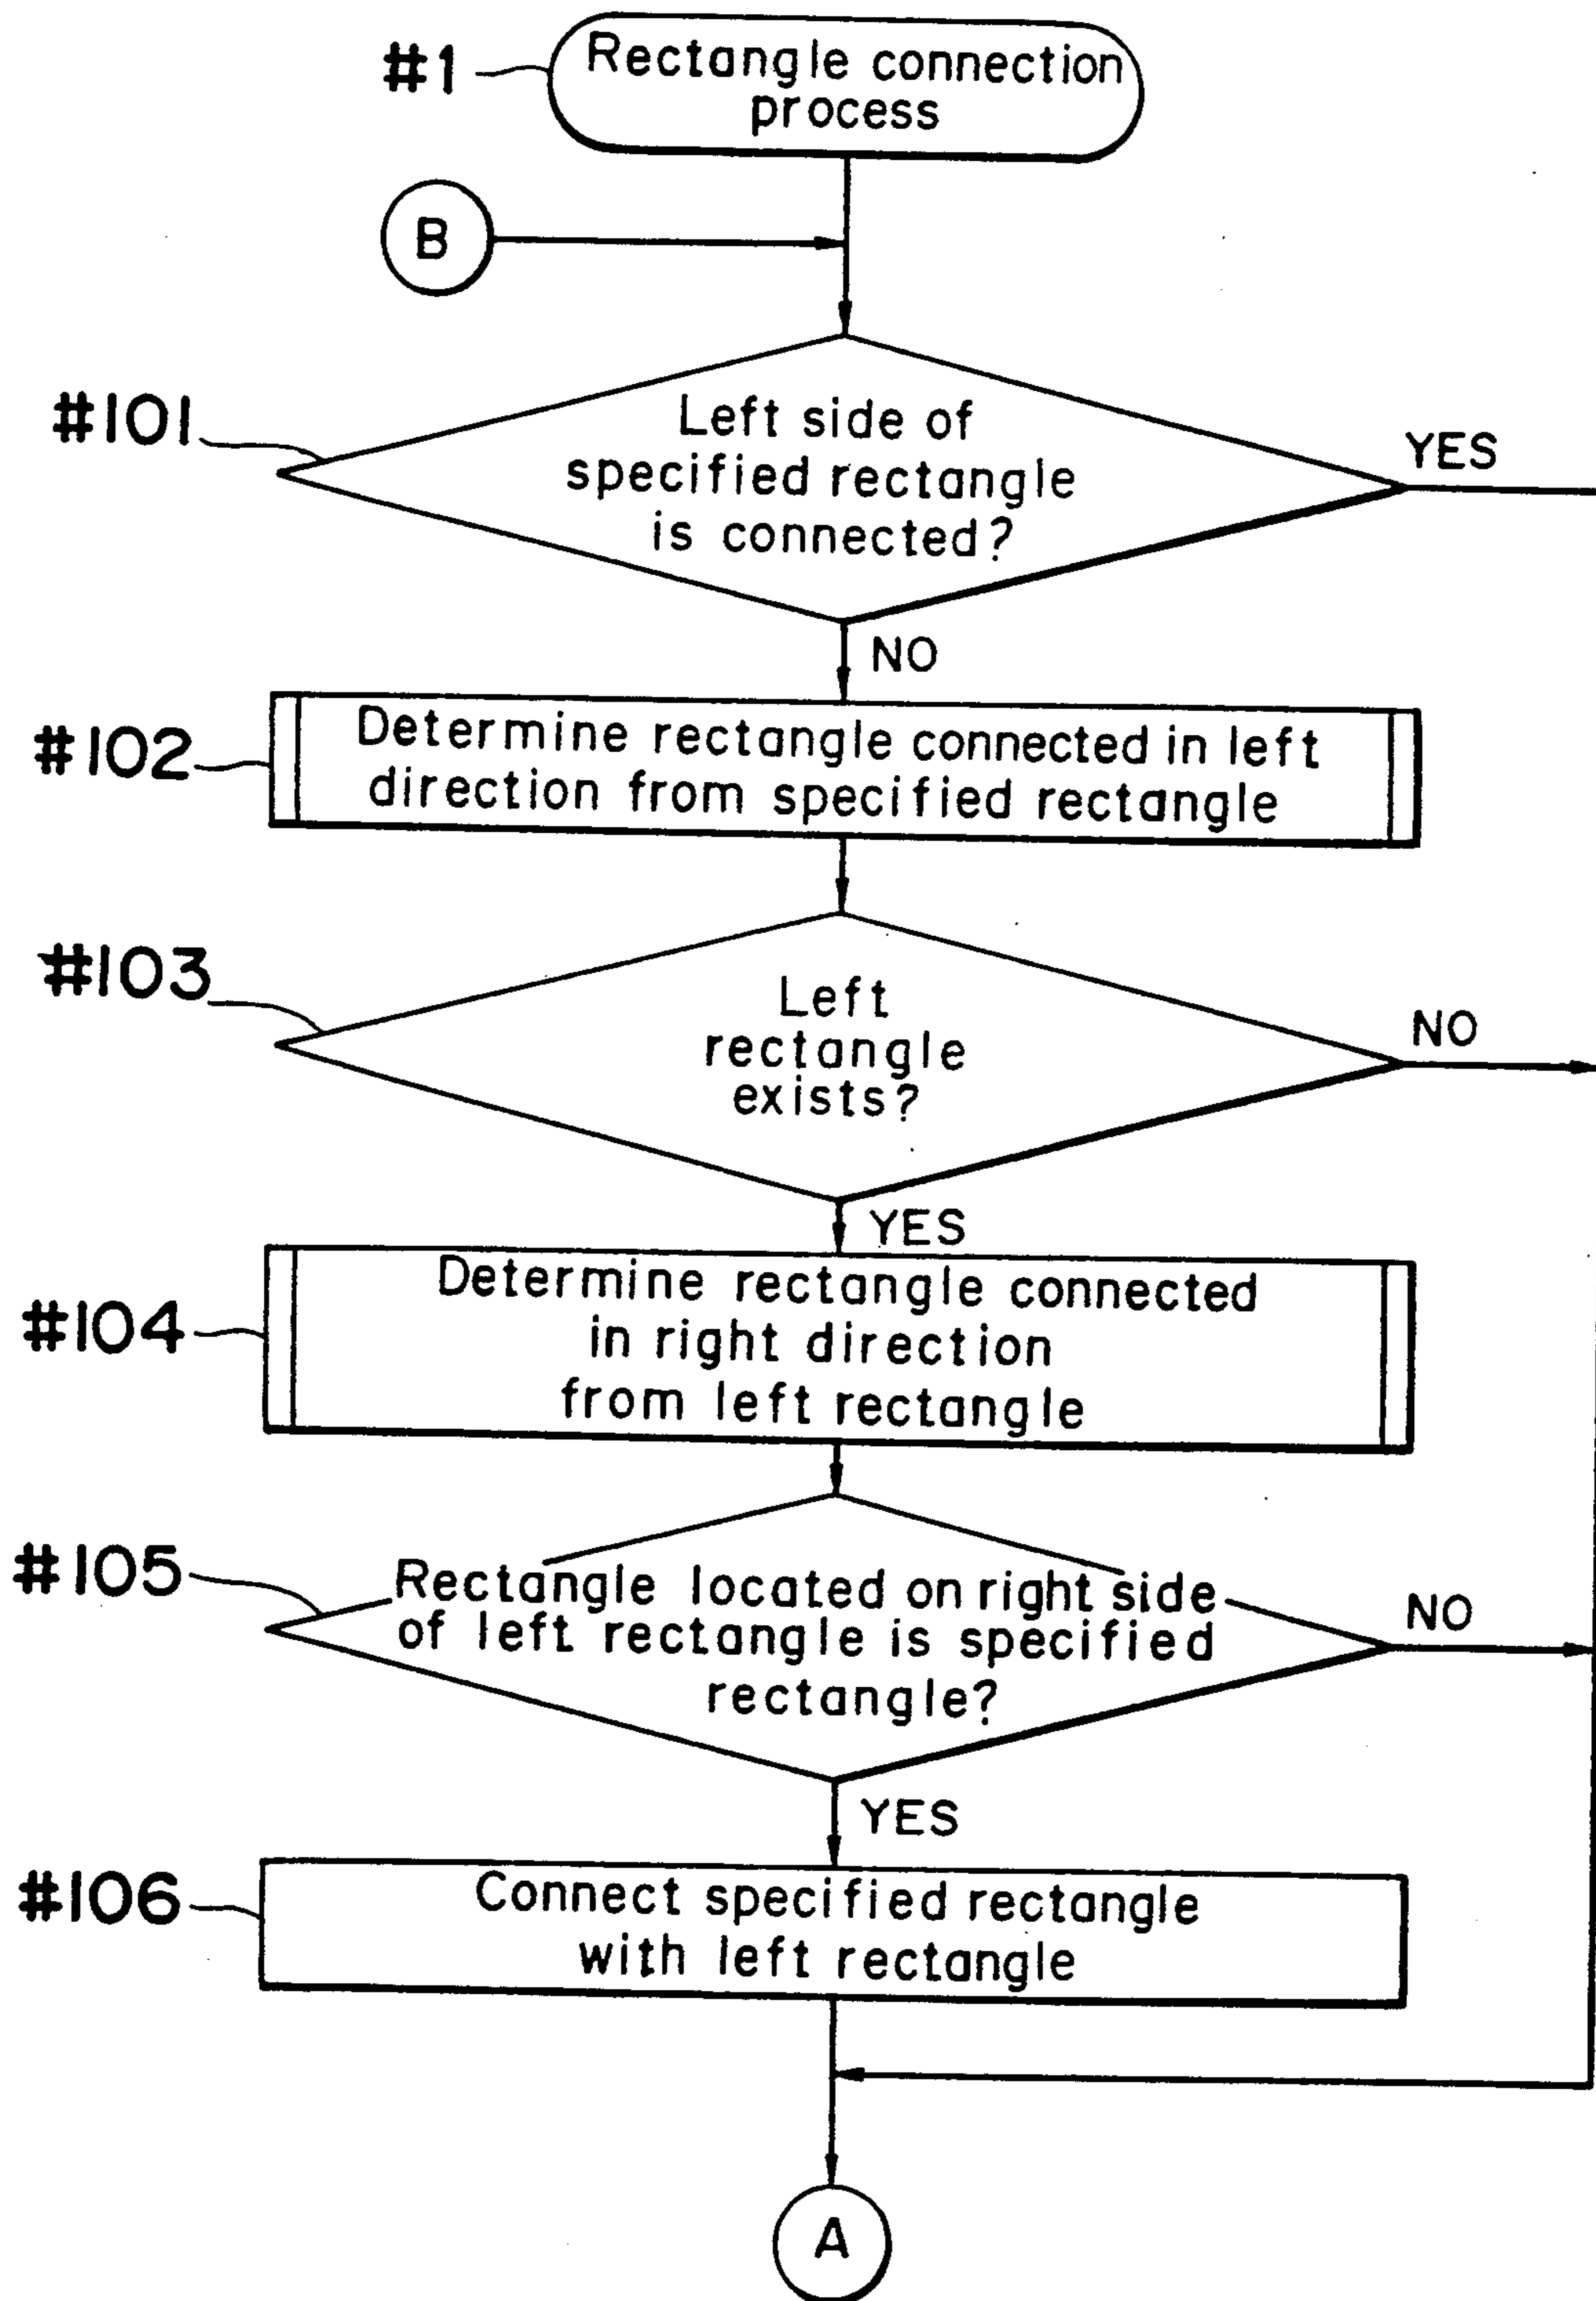 #1
Rectangle connection
process
B
#101
Left side of
specified rectangle
is connected?
YES
NO
#102
Determine rectangle connected in left
direction from specified rectangle
#103
Left
rectangle
exists?
NO
YES
#104
Determine rectangle connected
in right direction
from left rectangle
#105
Rectangle located on right side
of left rectangle is specified
rectangle?
NO
YES
#106
Connect specified rectangle
with left rectangle
A